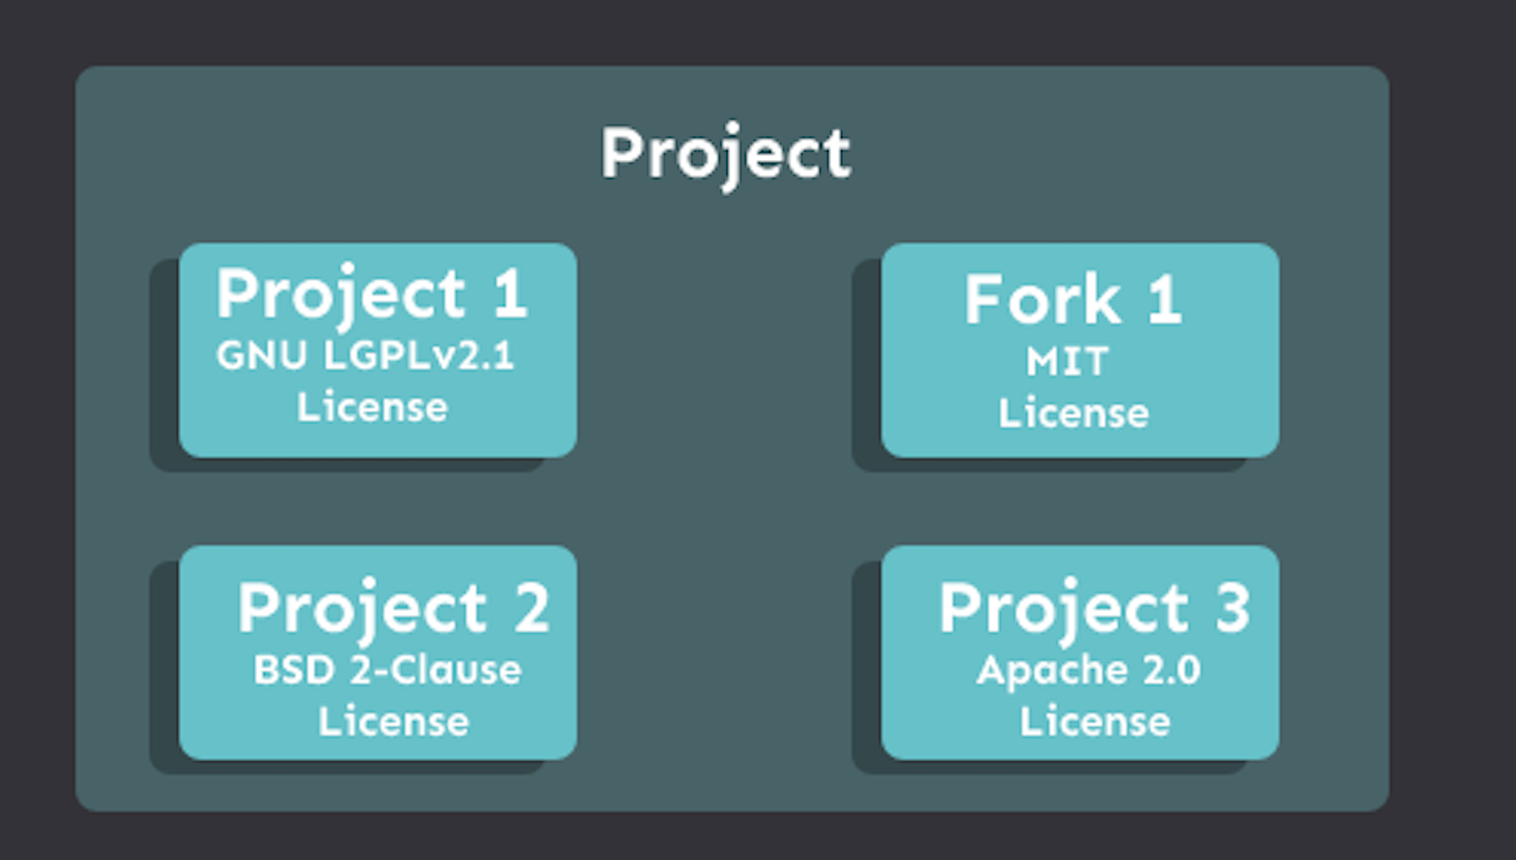 Project
Project 1
GNU LGPLv2.1
License
Fork 1
MIT
License
Project 2
BSD 2-Clause
License
Project 3
Apache 2.0
License